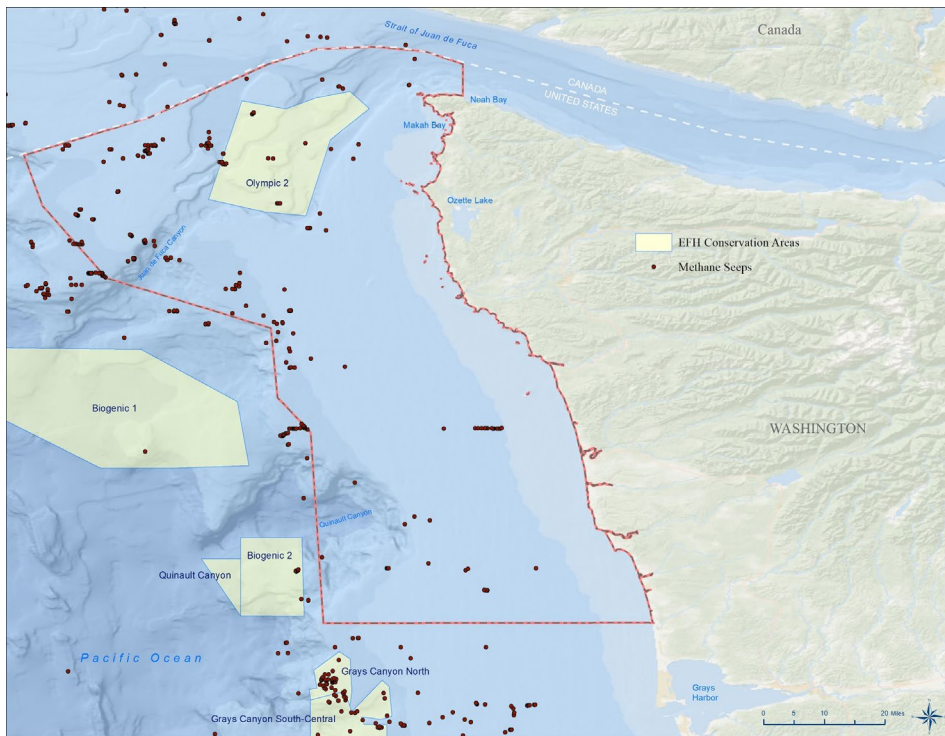 Strait of Juan de Fuca
Canada
CANADA
UNITED STATES
Neah Bay
Makah Bay
Olympic 2
Ozette Lake
Juan de Fuca Canyon
EFH Conservation Areas
Methane Seeps
Biogenic 1
WASHINGTON
Quinault Canyon
Biogenic 2
Quinault Canyon
Pacific Ocean
Grays Canyon North
Grays
Harbor
Grays Canyon South-Central
0 5 10 20 Miles